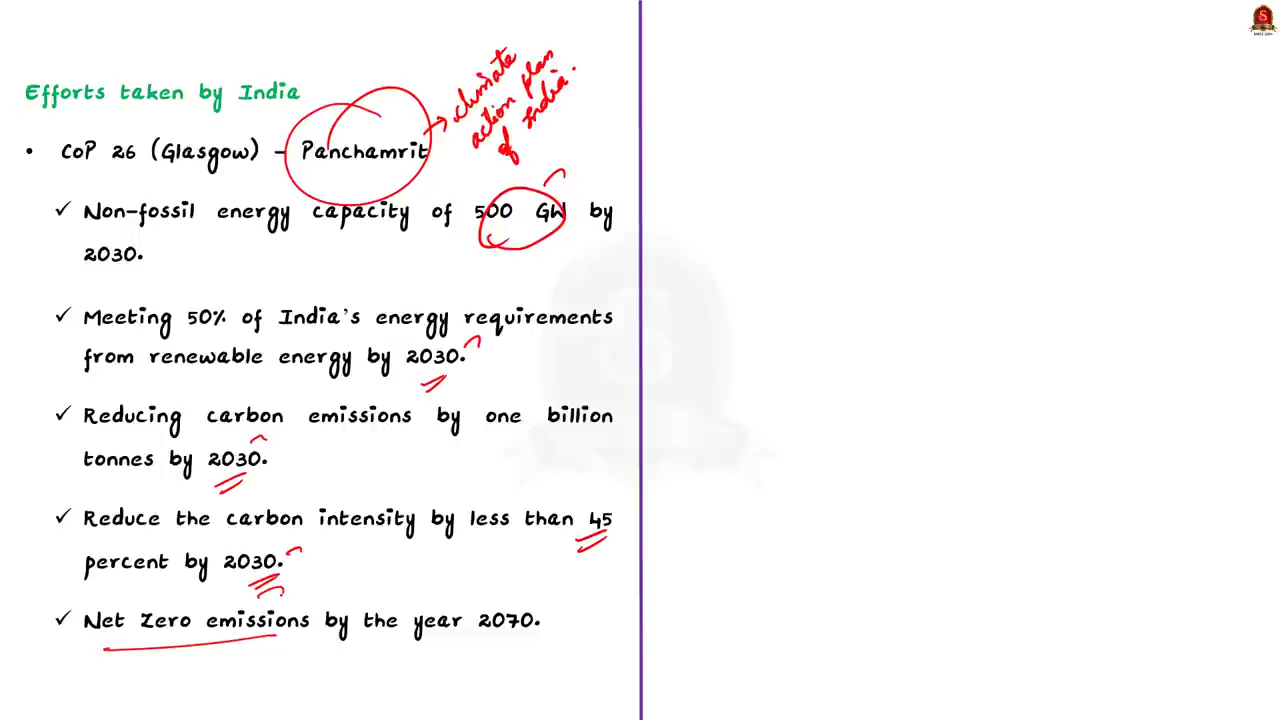 Efforts taken by India
• CoP 26 (Glasgow) - Panchamrit
→ climate
action plan
of India.
✓ Non-fossil energy capacity of 500 GW by
2030.
✓ Meeting 50% of India's energy requirements
from renewable energy by 2030.
✓ Reducing carbon emissions by one billion
tonnes by 2030.
✓ Reduce the carbon intensity by less than 45
percent by 2030.
✓ Net Zero emissions by the year 2070.
S